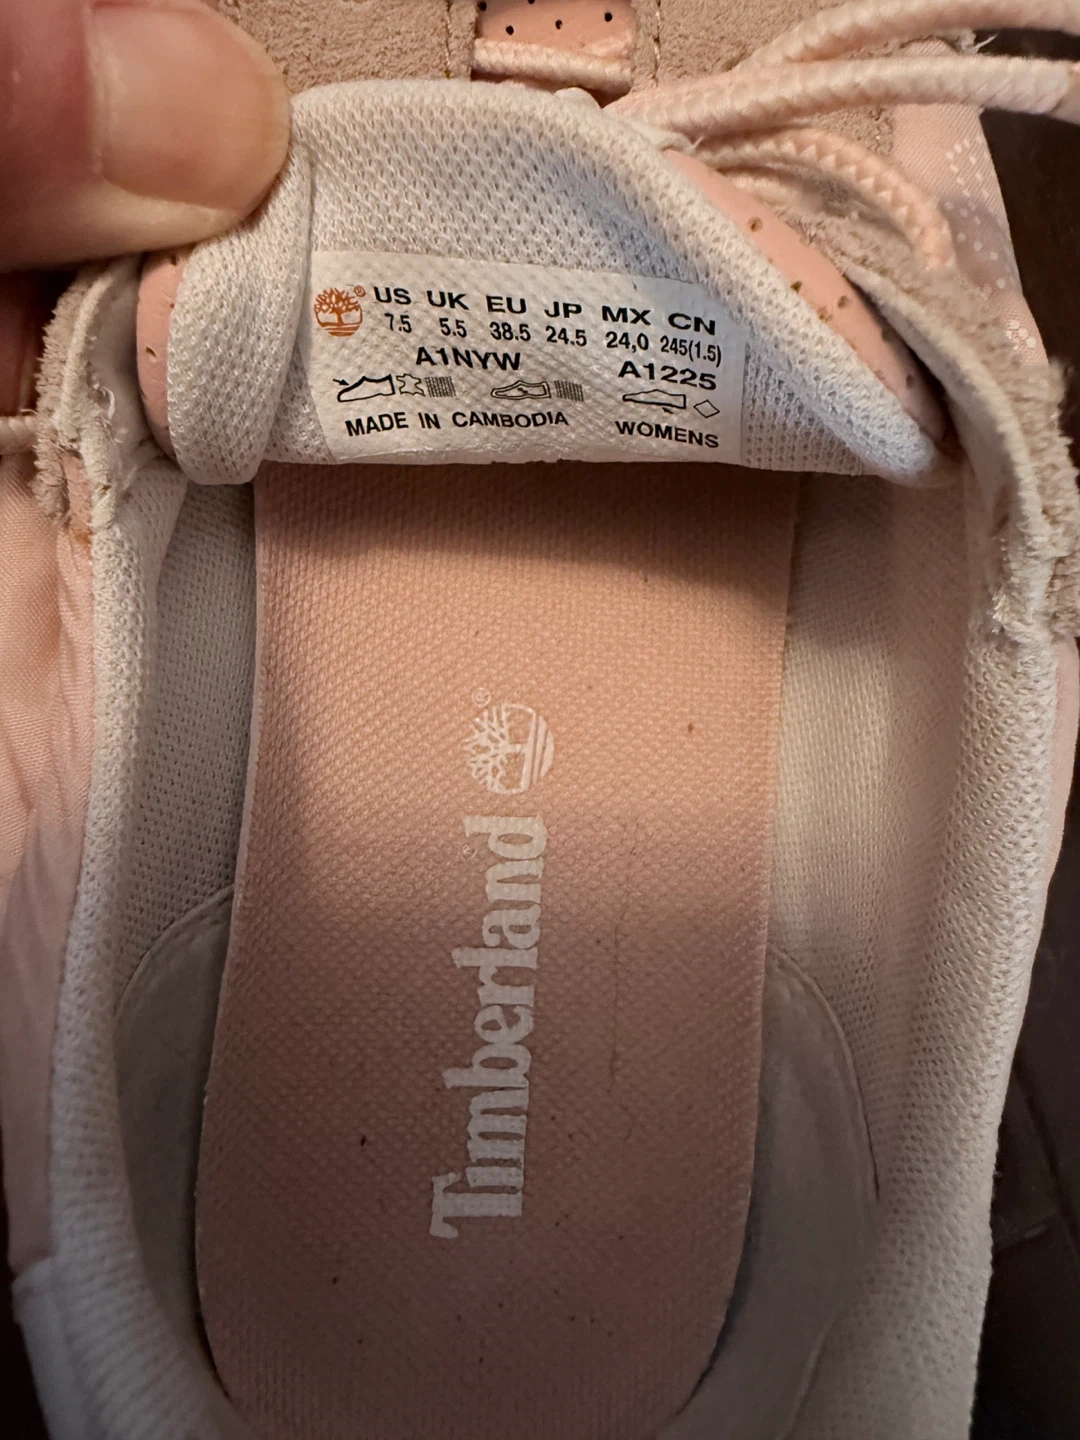 ® US UK EU JP MX CN
7.5 5.5 38.5 24.5 24,0 245(1.5)
A1NYW A1225
MADE IN CAMBODIA WOMENS
Timberland ®